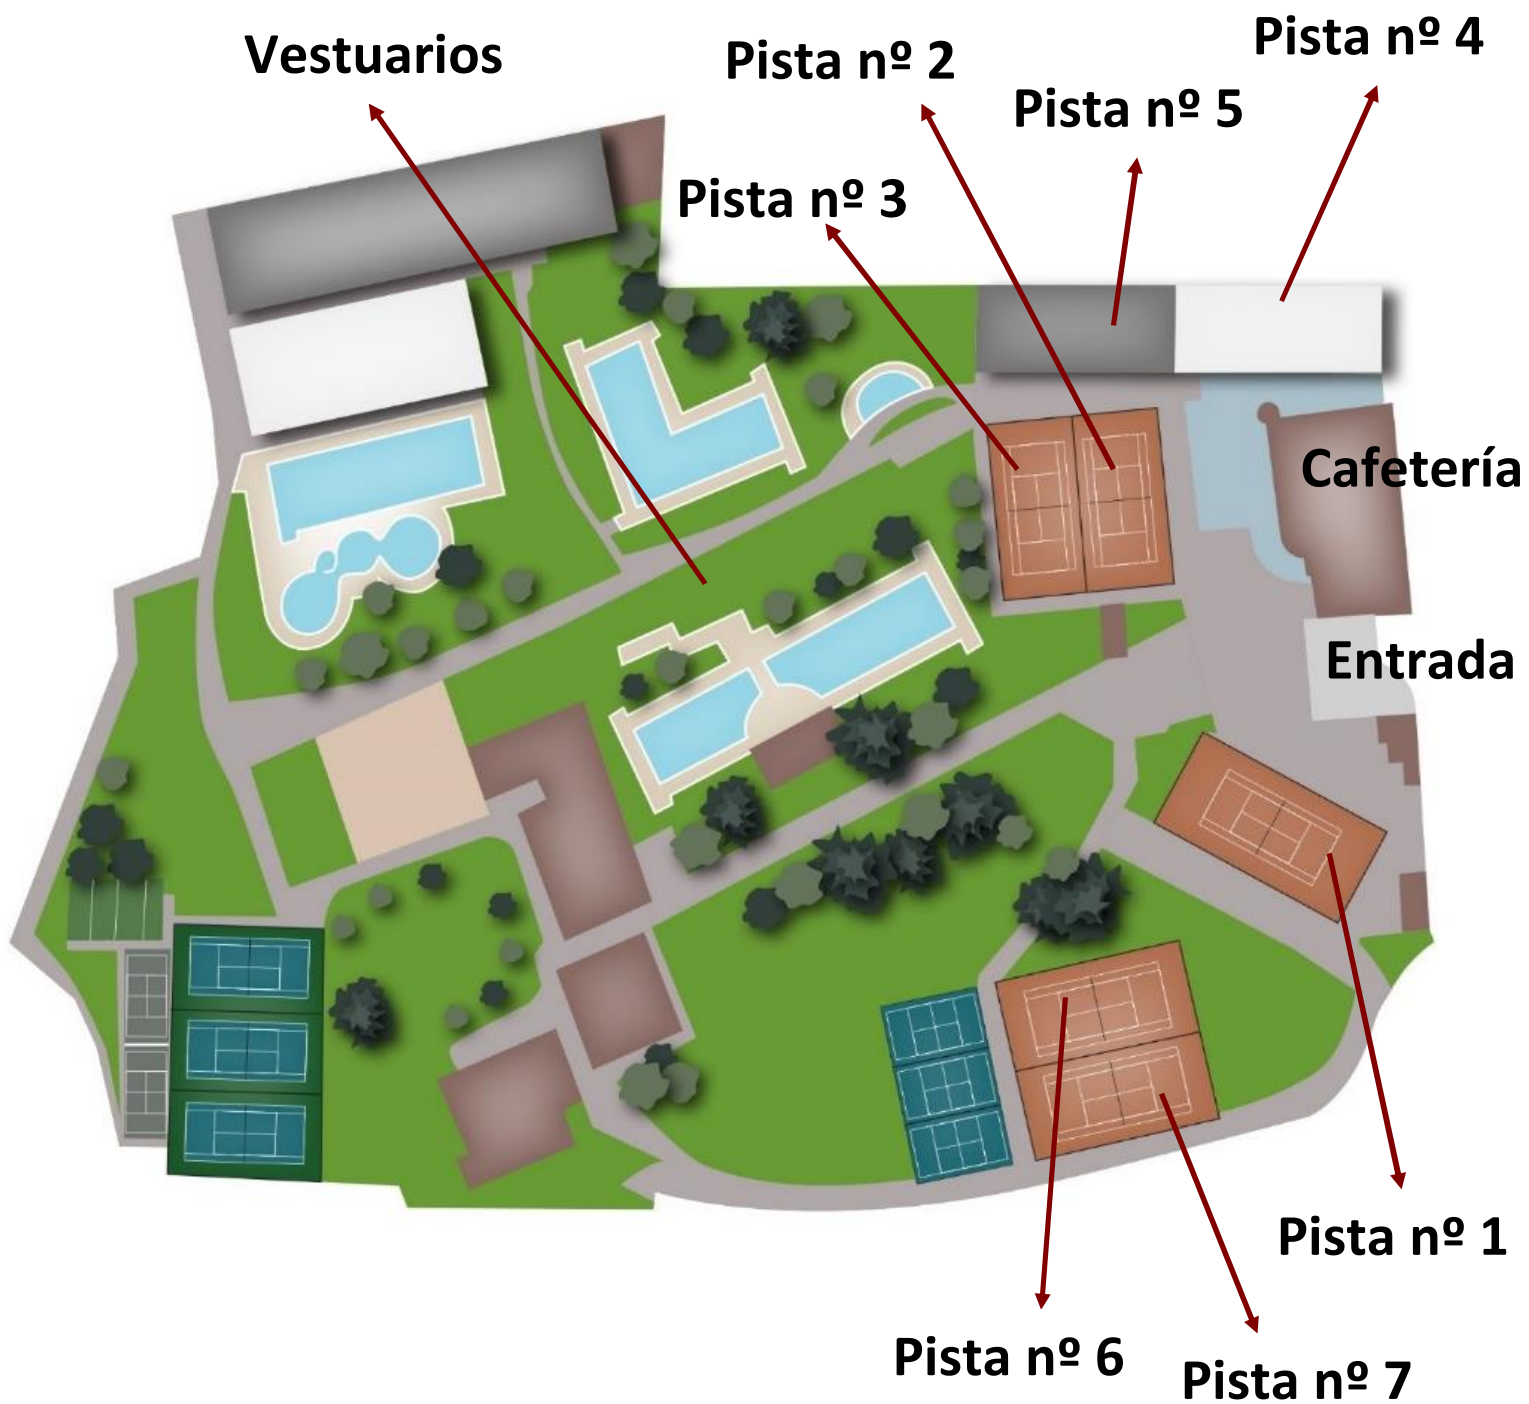 Pista nº 4
Vestuarios
Pista nº 2
Pista nº 5
Pista nº 3
Cafetería
Entrada
Pista nº 1
Pista nº 6
Pista nº 7